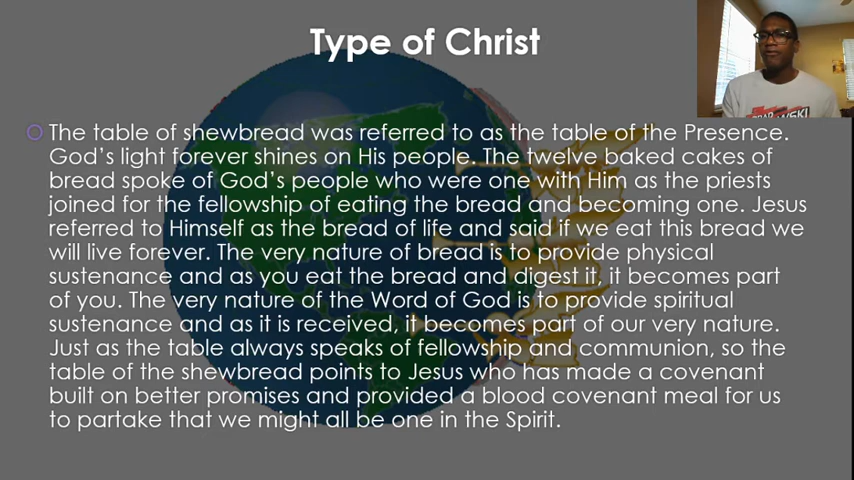 Type of Christ
The table of shewbread was referred to as the table of the Presence.
God's light forever shines on His people. The twelve baked cakes of
bread spoke of God's people who were one with Him as the priests
joined for the fellowship of eating the bread and becoming one. Jesus
referred to Himself as the bread of life and said if we eat this bread we
will live forever. The very nature of bread is to provide physical
sustenance and as you eat the bread and digest it, it becomes part
of you. The very nature of the Word of God is to provide spiritual
sustenance and as it is received, it becomes part of our very nature.
Just as the table always speaks of fellowship and communion, so the
table of the shewbread points to Jesus who has made a covenant
built on better promises and provided a blood covenant meal for us
to partake that we might all be one in the Spirit.